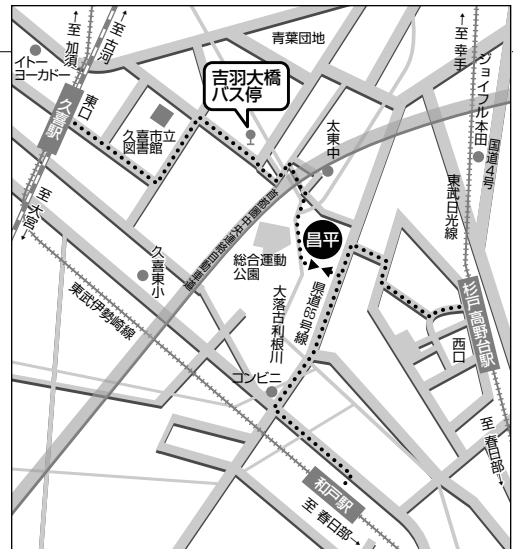 ←至 加須
←至 古河
イトー
ヨーカドー
東口
久喜駅
至 大宮→
久喜市立
図書館
吉羽大橋
バス停
青葉団地
太東中
首都圏中央連絡自動車道
昌平
総合運動
公園
久喜東小
東武伊勢崎線
大落古利根川
県道65号線
コンビニ
和戸駅
至 春日部→
←至 幸手
ジョイフル本田
国道4号
東武日光線
杉戸高野台駅
西口
至 春日部→